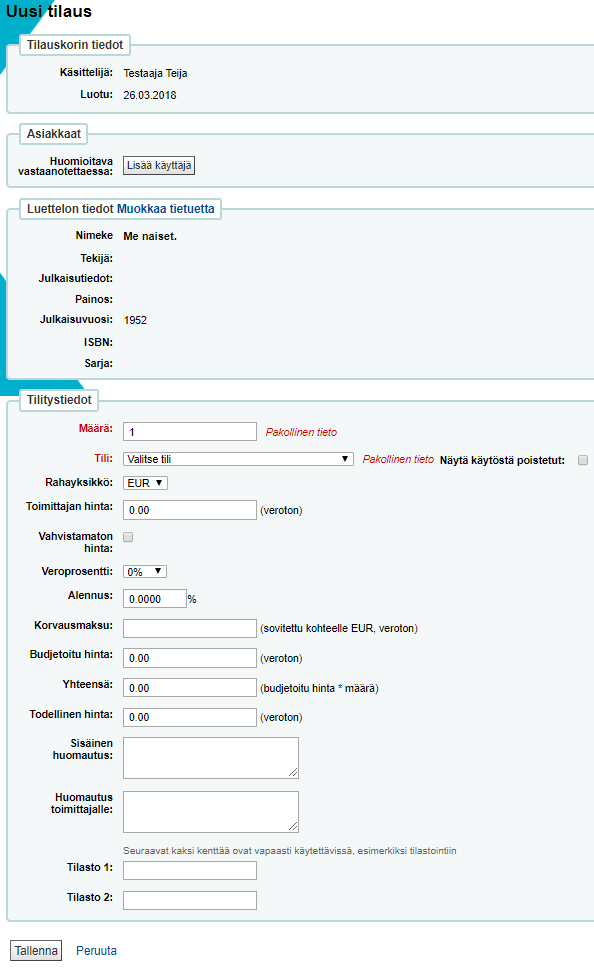 Uusi tilaus
Tilauskorin tiedot
Käsittelijä: Testaaja Teija
Luotu: 26.03.2018
Asiakkaat
Huomioitava
vastaanotettaessa: Lisää käyttäjä
Luettelon tiedot Muokkaa tietuetta
Nimeke Me naiset.
Tekijä:
Julkaisutiedot:
Painos:
Julkaisuvuosi: 1952
ISBN:
Sarja:
Tilitystiedot
Määrä: 1 Pakollinen tieto
Tili: Valitse tili Pakollinen tieto Näytä käytöstä poistetut:
Rahayksikkö: EUR
Toimittajan hinta: 0.00 (veroton)
Vahvistamaton
hinta:
Veroprosentti: 0%
Alennus: 0.0000 %
Korvausmaksu: (sovitettu kohteelle EUR, veroton)
Budjetoitu hinta: 0.00 (veroton)
Yhteensä: 0.00 (budjetoitu hinta * määrä)
Todellinen hinta: 0.00 (veroton)
Sisäinen
huomautus:
Huomautus
toimittajalle:
Seuraavat kaksi kenttää ovat vapaasti käytettävissä, esimerkiksi tilastointiin
Tilasto 1:
Tilasto 2:
Tallenna Peruuta